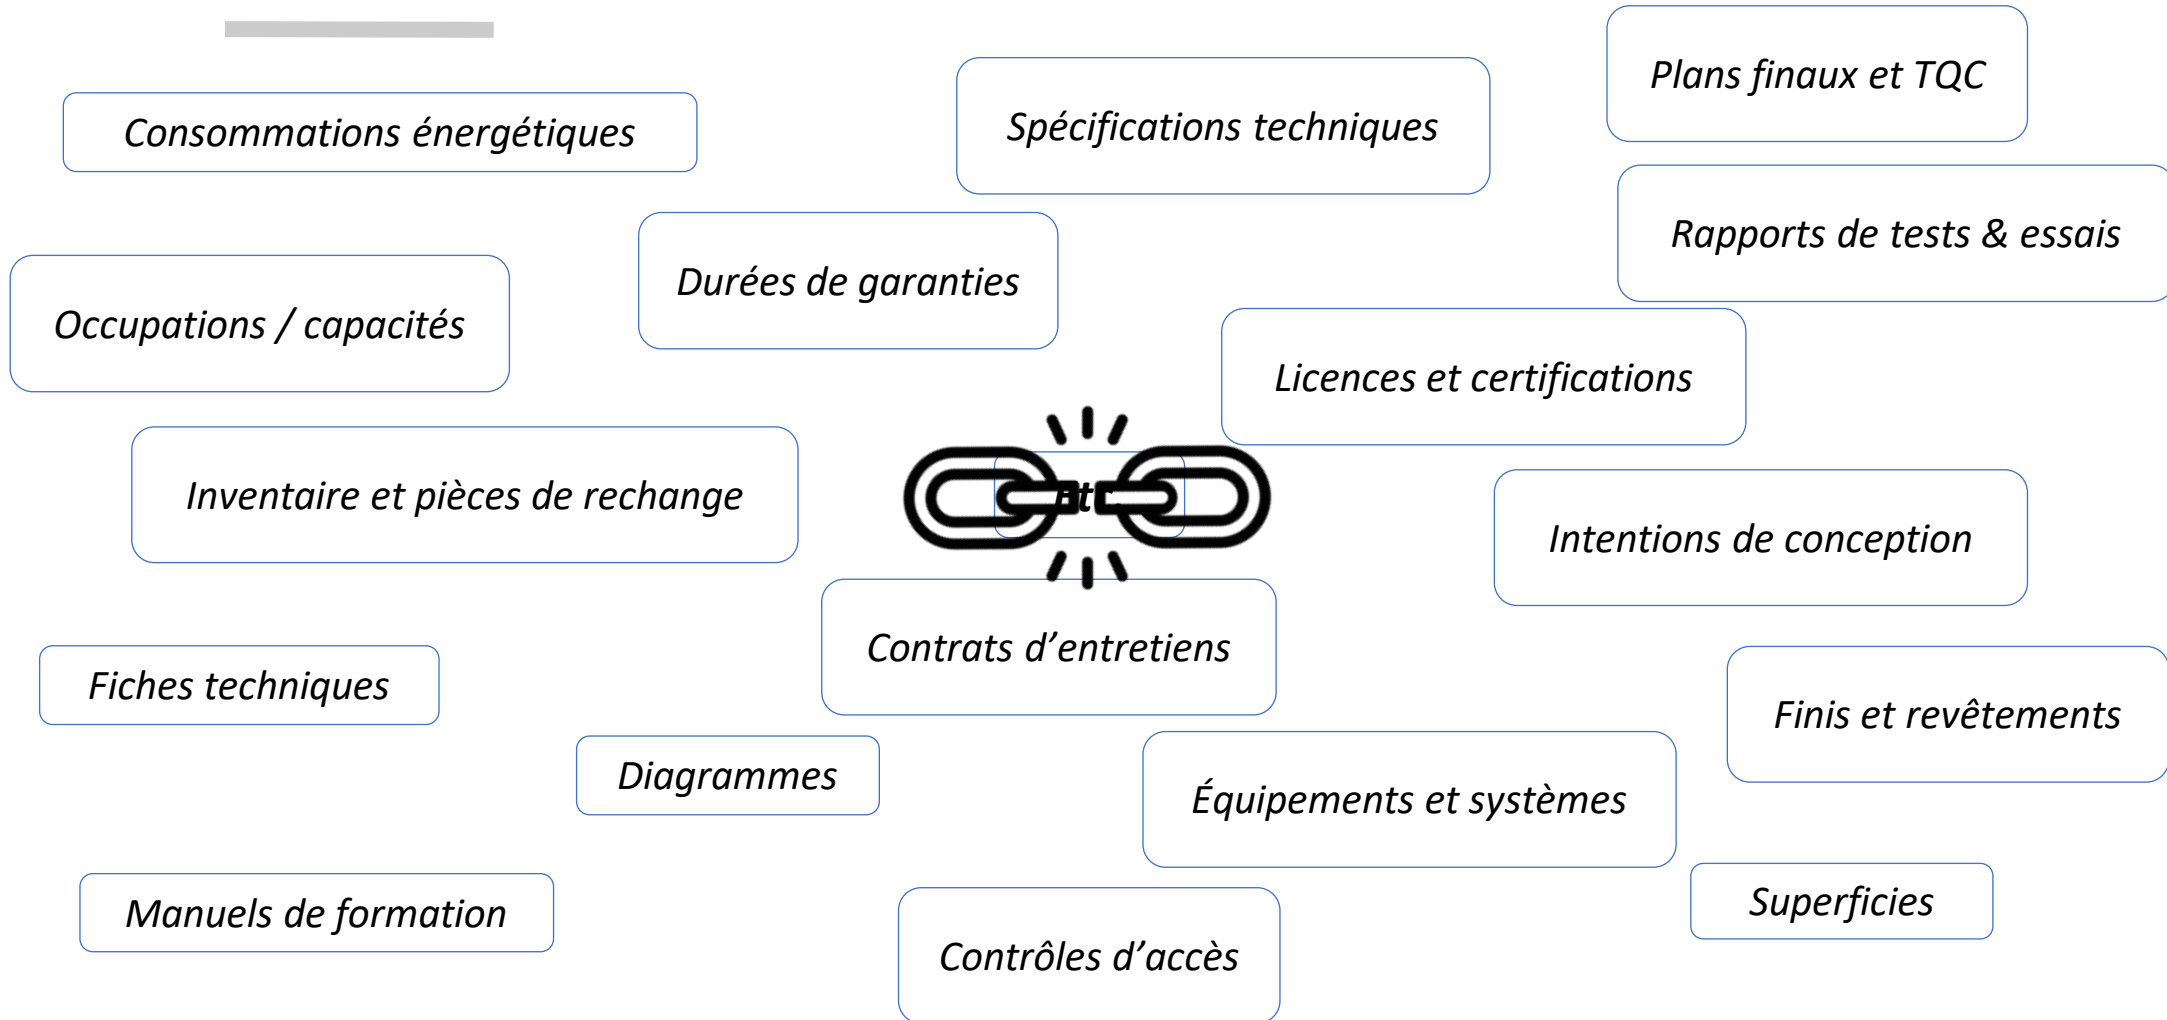 Plans finaux et TQC
Consommations énergétiques
Spécifications techniques
Rapports de tests & essais
Durées de garanties
Occupations / capacités
Licences et certifications
Inventaire et pièces de rechange
Etc.
Intentions de conception
Contrats d’entretiens
Fiches techniques
Finis et revêtements
Diagrammes
Équipements et systèmes
Manuels de formation
Superficies
Contrôles d’accès